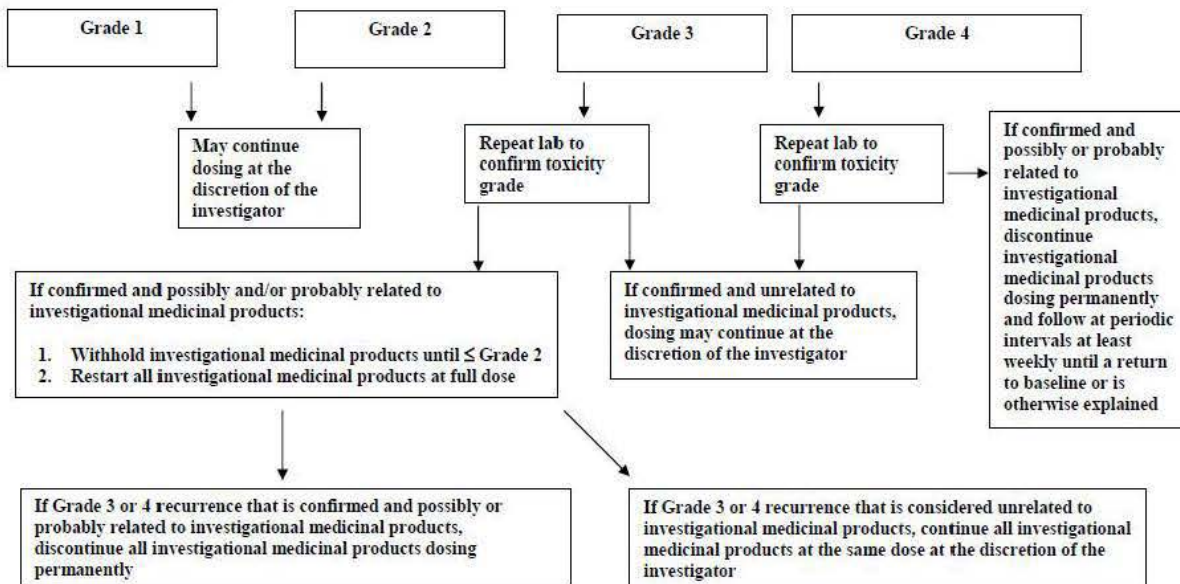 Grade 1
Grade 2
Grade 3
Grade 4
May continue
dosing at the
discretion of the
investigator
Repeat lab to
confirm toxicity
grade
Repeat lab to
confirm toxicity
grade
If confirmed and
possibly or probably
related to
investigational
medicinal products,
discontinue
investigational
medicinal products
dosing permanently
and follow at periodic
intervals at least
weekly until a return
to baseline or is
otherwise explained
If confirmed and possibly and/or probably related to
investigational medicinal products:
1. Withhold investigational medicinal products until ≤ Grade 2
2. Restart all investigational medicinal products at full dose
If confirmed and unrelated to
investigational medicinal products,
dosing may continue at the
discretion of the investigator
If Grade 3 or 4 recurrence that is confirmed and possibly or
probably related to investigational medicinal products,
discontinue all investigational medicinal products dosing
permanently
If Grade 3 or 4 recurrence that is considered unrelated to
investigational medicinal products, continue all investigational
medicinal products at the same dose at the discretion of the
investigator